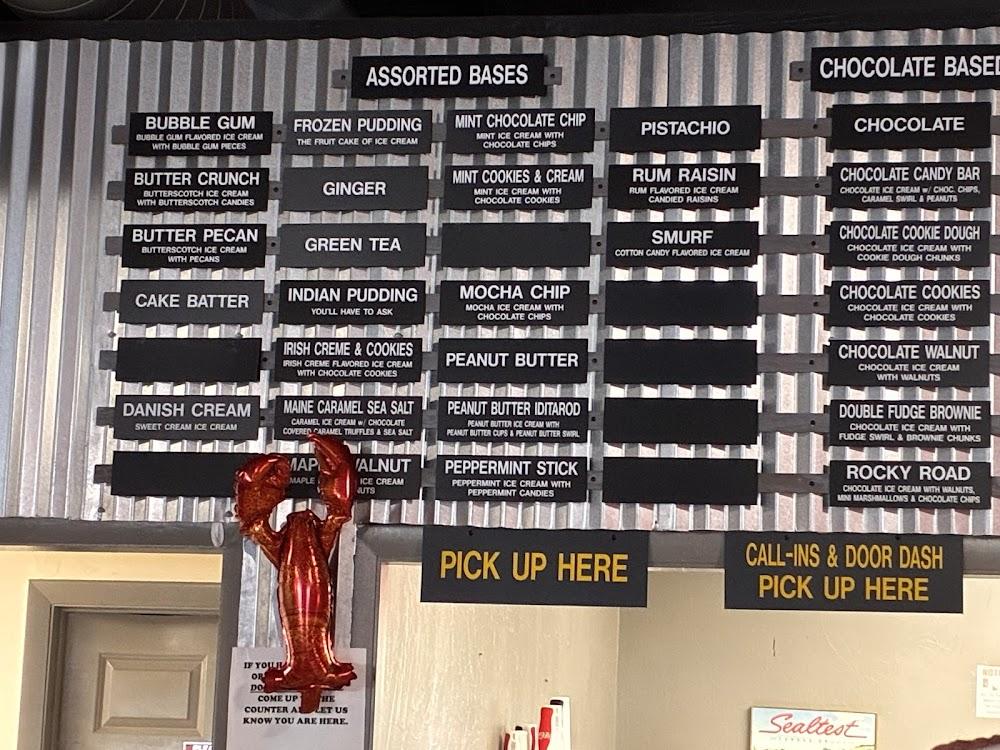 ASSORTED BASES
BUBBLE GUM
BUBBLE GUM FLAVORED ICE CREAM
WITH BUBBLE GUM PIECES
BUTTER CRUNCH
BUTTERSCOTCH ICE CREAM
WITH BUTTERSCOTCH CANDIES
BUTTER PECAN
BUTTERSCOTCH ICE CREAM
WITH PECANS
CAKE BATTER
DANISH CREAM
SWEET CREAM ICE CREAM
FROZEN PUDDING
THE FRUIT CAKE OF ICE CREAM
GINGER
GREEN TEA
INDIAN PUDDING
YOU'LL HAVE TO ASK
IRISH CREME & COOKIES
IRISH CREME FLAVORED ICE CREAM
WITH CHOCOLATE COOKIES
MAINE CARAMEL SEA SALT
CARAMEL ICE CREAM W/ CHOCOLATE
COVERED CARAMEL TRUFFLES & SEA SALT
MAPLE WALNUT
MAPLE ICE CREAM
MINT CHOCOLATE CHIP
MINT ICE CREAM WITH
CHOCOLATE CHIPS
MINT COOKIES & CREAM
MINT ICE CREAM WITH
CHOCOLATE COOKIES
MOCHA CHIP
MOCHA ICE CREAM WITH
CHOCOLATE CHIPS
PEANUT BUTTER
PEANUT BUTTER IDITAROD
PEANUT BUTTER ICE CREAM WITH
PEANUT BUTTER CUPS & PEANUT BUTTER SWIRL
PEPPERMINT STICK
PEPPERMINT ICE CREAM WITH
PEPPERMINT CANDIES
PISTACHIO
RUM RAISIN
RUM FLAVORED ICE CREAM
CANDIED RAISINS
SMURF
COTTON CANDY FLAVORED ICE CREAM
CHOCOLATE BASED
CHOCOLATE
CHOCOLATE CANDY BAR
CHOCOLATE ICE CREAM W/ CHOC. CHIPS,
CARAMEL SWIRL & PEANUTS
CHOCOLATE COOKIE DOUGH
CHOCOLATE ICE CREAM WITH
COOKIE DOUGH CHUNKS
CHOCOLATE COOKIES
CHOCOLATE ICE CREAM WITH
CHOCOLATE COOKIES
CHOCOLATE WALNUT
CHOCOLATE ICE CREAM
WITH WALNUTS
DOUBLE FUDGE BROWNIE
CHOCOLATE ICE CREAM WITH
FUDGE SWIRL & BROWNIE CHUNKS
ROCKY ROAD
CHOCOLATE ICE CREAM WITH WALNUTS,
MINI MARSHMALLOWS & CHOCOLATE CHIPS
PICK UP HERE
CALL-INS & DOOR DASH
PICK UP HERE
IF YOU
COME UP THE
COUNTER LET US
KNOW YOU ARE HERE.
Sealtest